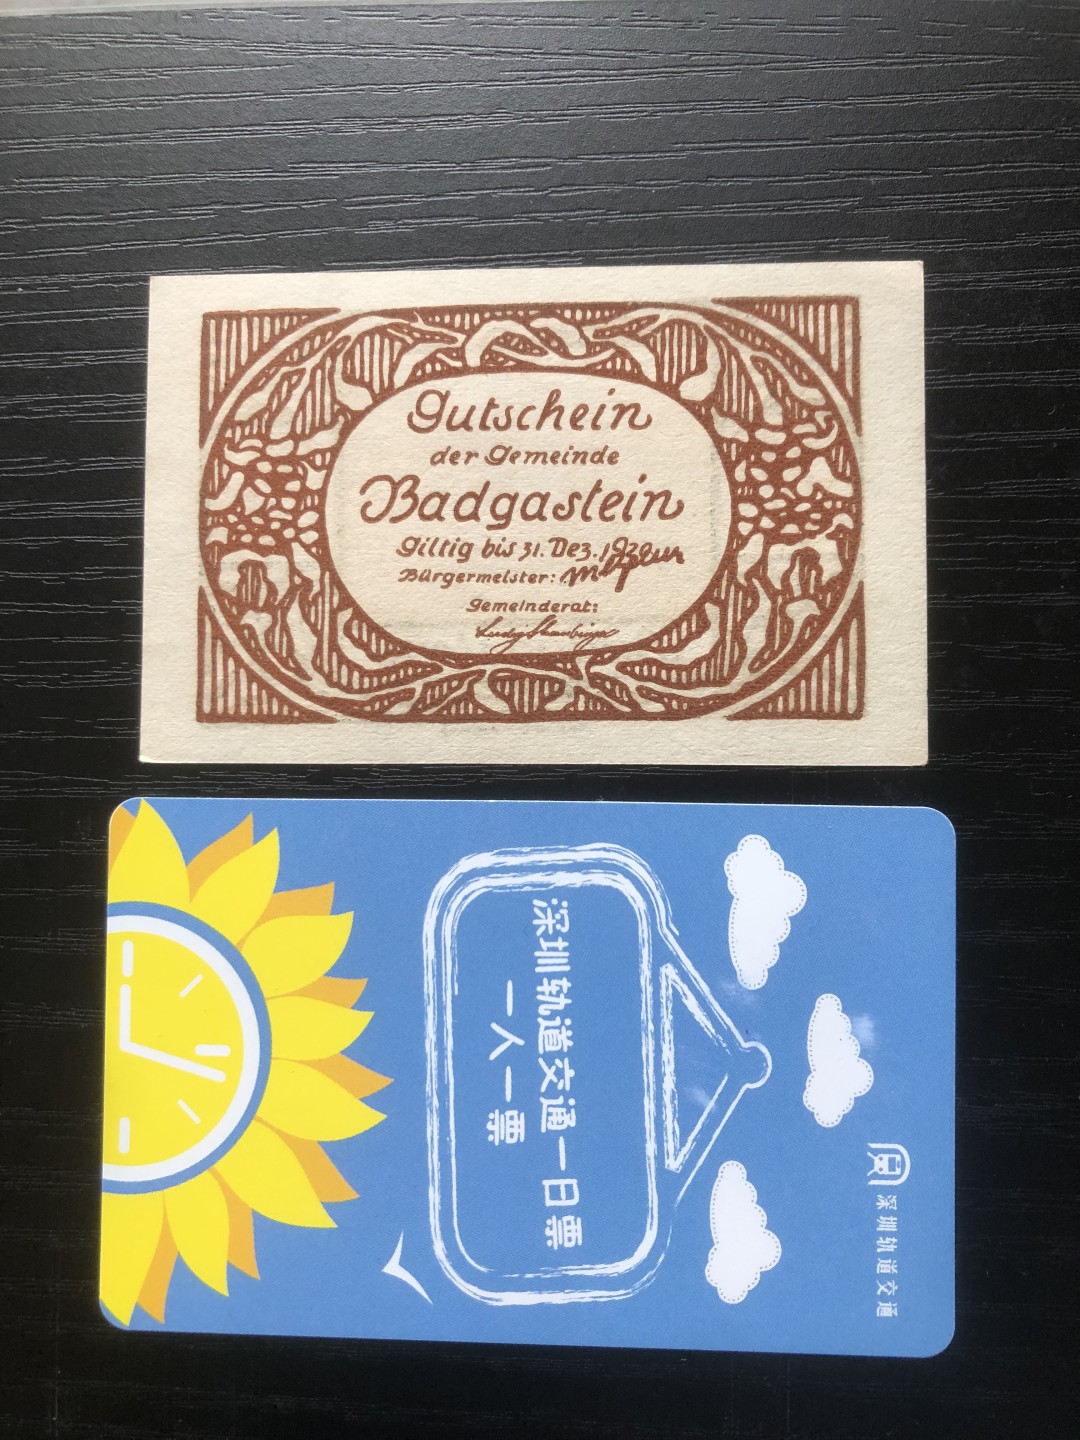 Gutschein
der Gemeinde
Badgastein
Giltig bis 31. Dez. 1920
Bürgermeister:
Gemeinderat:
深圳轨道交通
深圳轨道交通一日票
一人一票